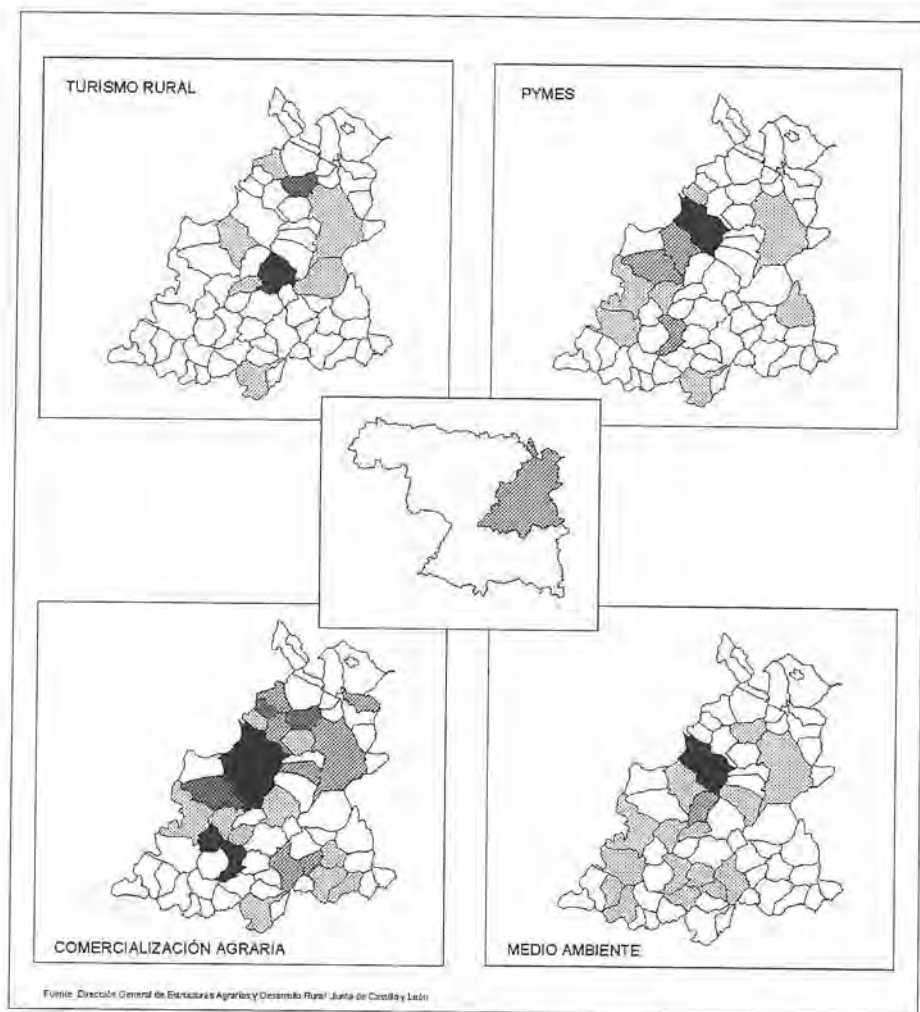 TURISMO RURAL
PYMES
COMERCIALIZACIÓN AGRARIA
MEDIO AMBIENTE
Fuente: Dirección General de Estructuras Agrarias y Desarrollo Rural. Junta de Castilla y León